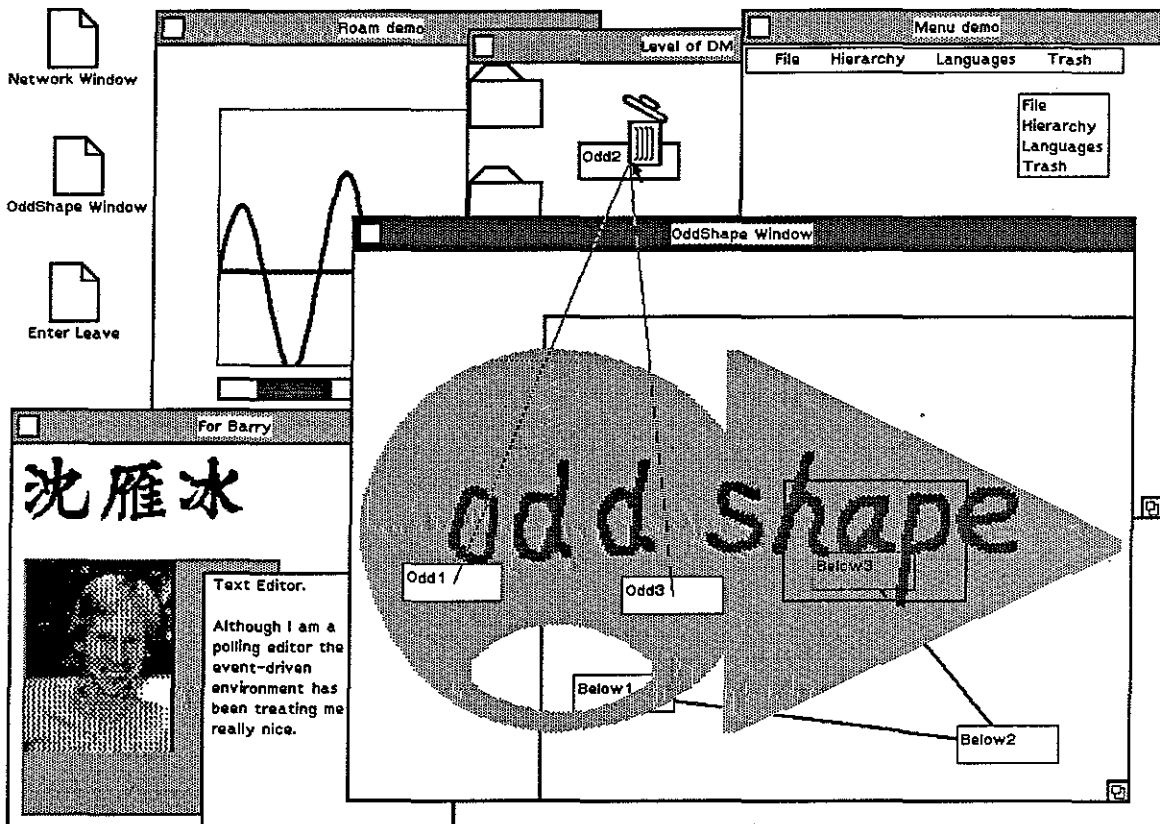 Network Window
OddShape Window
Enter Leave
Roam demo
Level of DM
Odd2
Menu demo
File Hierarchy Languages Trash
File
Hierarchy
Languages
Trash
OddShape Window
odd shape
Odd1
Odd3
Below3
Below1
Below2
For Barry
沈雁冰
Text Editor.
Although I am a
polling editor the
event-driven
environment has
been treating me
really nice.